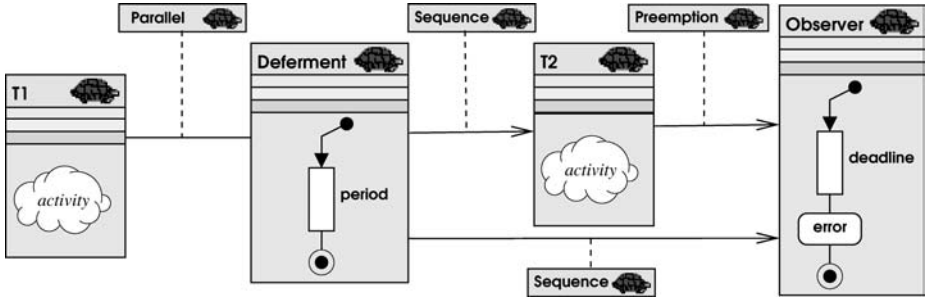 Parallel
Sequence
Preemption
Observer
Deferment
T2
T1
deadline
activity
activity
period
error
Sequence